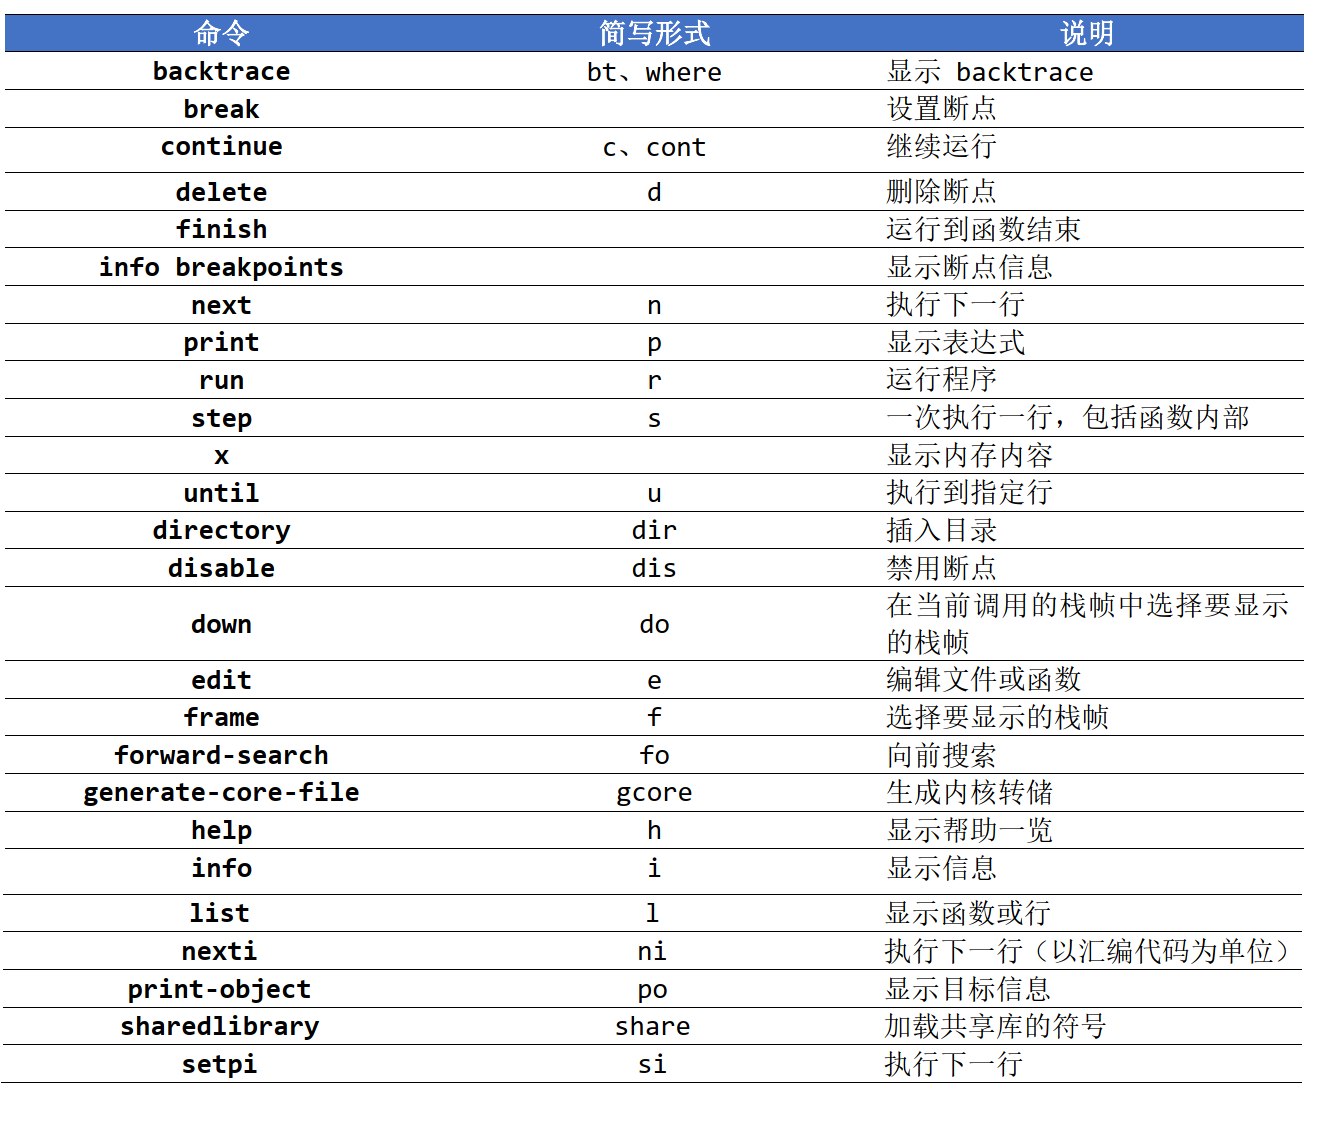 命令 简写形式 说明
backtrace bt、where 显示 backtrace
break 设置断点
continue c、cont 继续运行
delete d 删除断点
finish 运行到函数结束
info breakpoints 显示断点信息
next n 执行下一行
print p 显示表达式
run r 运行程序
step s 一次执行一行，包括函数内部
x 显示内存内容
until u 执行到指定行
directory dir 插入目录
disable dis 禁用断点
down do 在当前调用的栈帧中选择要显示
的栈帧
edit e 编辑文件或函数
frame f 选择要显示的栈帧
forward-search fo 向前搜索
generate-core-file gcore 生成内核转储
help h 显示帮助一览
info i 显示信息
list l 显示函数或行
nexti ni 执行下一行（以汇编代码为单位）
print-object po 显示目标信息
sharedlibrary share 加载共享库的符号
setpi si 执行下一行